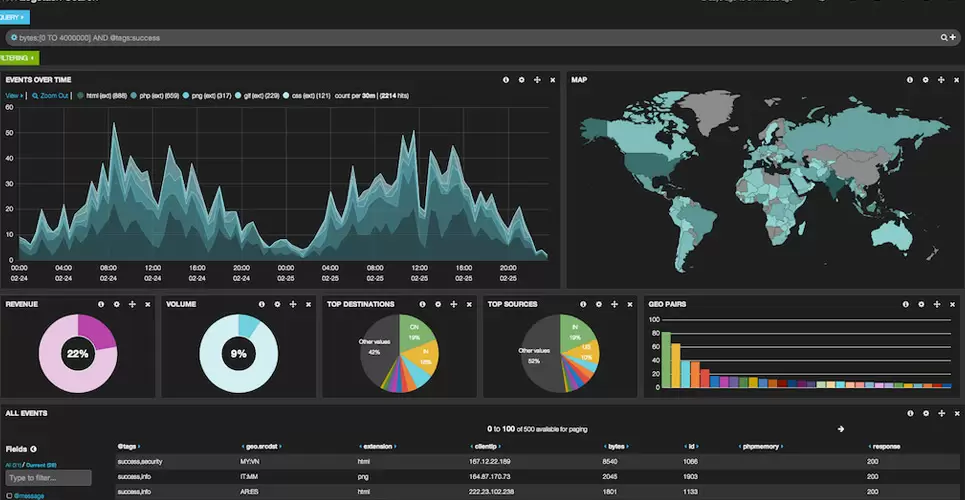 QUERY
bytes:[0 TO 4000000] AND @tags:success
FILTERING
EVENTS OVER TIME
View | Zoom Out | html (ext) (888) php (ext) (659) png (ext) (317) gif (ext) (229) css (ext) (121) count per 30m | (2214 hits)
60
50
40
30
20
10
0
00:00 04:00 08:00 12:00 16:00 20:00 00:00 04:00 08:00 12:00 16:00 20:00
02-24 02-24 02-24 02-24 02-24 02-24 02-25 02-25 02-25 02-25 02-25 02-25
MAP
REVENUE
22%
VOLUME
9%
TOP DESTINATIONS
CN
19%
IN
Other values
42%
TOP SOURCES
IN
19%
US
10%
Other values
52%
GEO PAIRS
100
80
60
40
20
0
ALL EVENTS
0 to 100 of 500 available for paging
Fields
Current
Type to filter...
@message
@tags geo.srcdst extension clientip bytes id phpmemory response
success,security MY:VN html 167.12.22.189 8540 1086 200
success,info IT:MM png 164.87.170.73 2045 1903 200
success,info AR:ES html 222.23.102.238 1801 1133 200